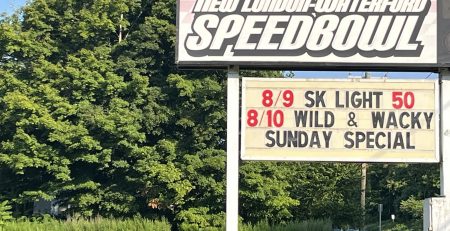 NEW LONDON-WATERFORD
SPEEDBOWL
8/9 SK LIGHT 50
8/10 WILD & WACKY
SUNDAY SPECIAL